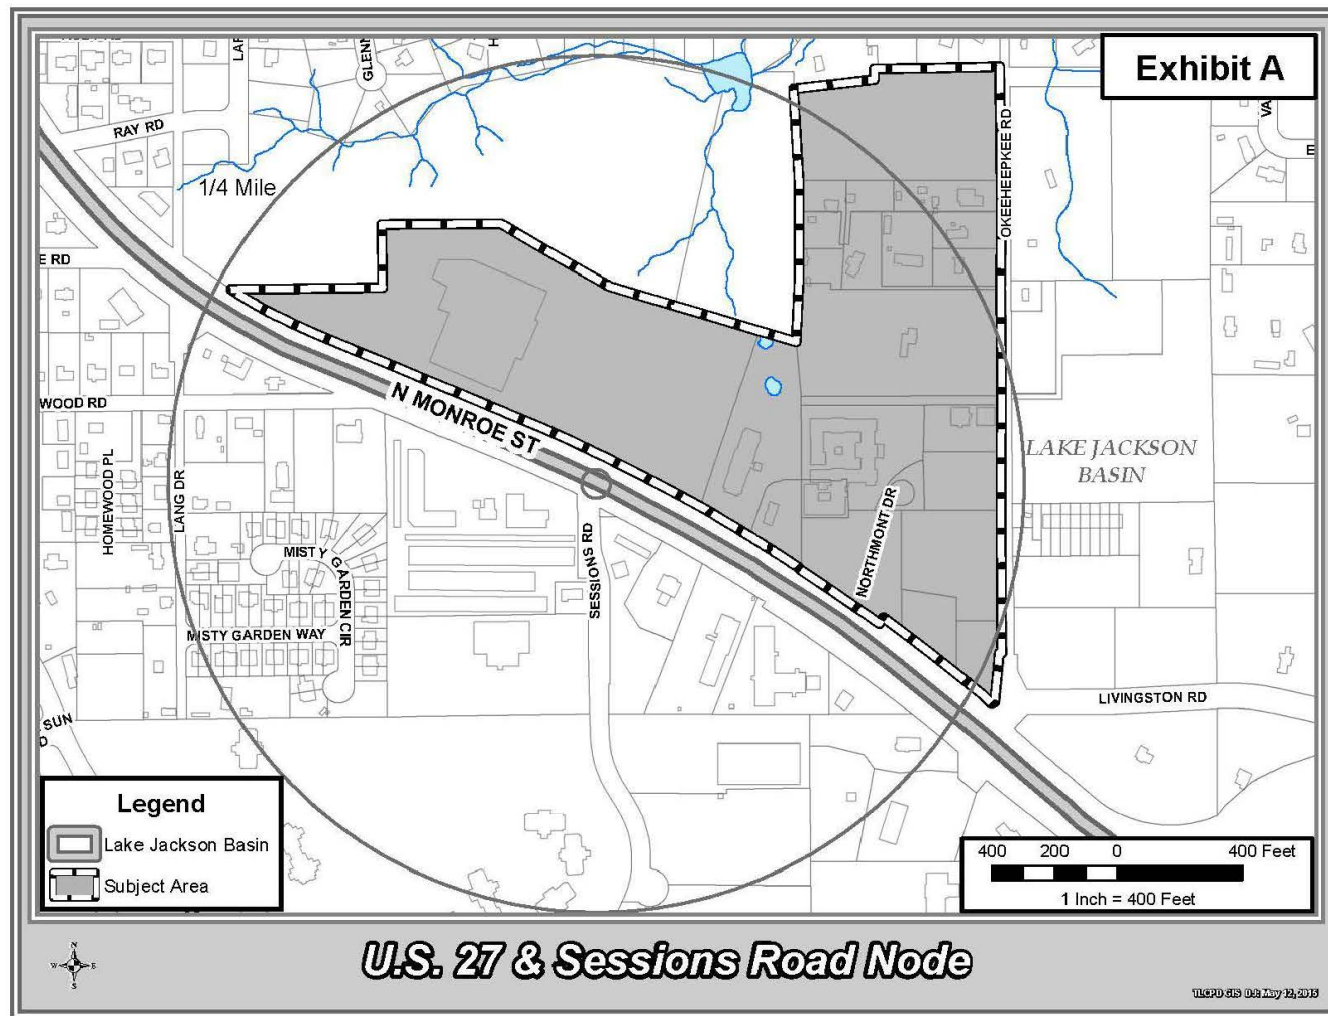 Exhibit A
GLENN
RAY RD
1/4 Mile
OKEEHEEPKEE RD
VA
E
E RD
N MONROE ST
WOOD RD
LAKE JACKSON
BASIN
HOMEWOOD PL
LANG DR
NORTHMONT DR
SESSIONS RD
MISTY GARDEN CIR
MISTY GARDEN WAY
LIVINGSTON RD
SUN
D
Legend
Lake Jackson Basin
Subject Area
400 200 0 400 Feet
1 Inch = 400 Feet
N
W E
S
U.S. 27 & Sessions Road Node